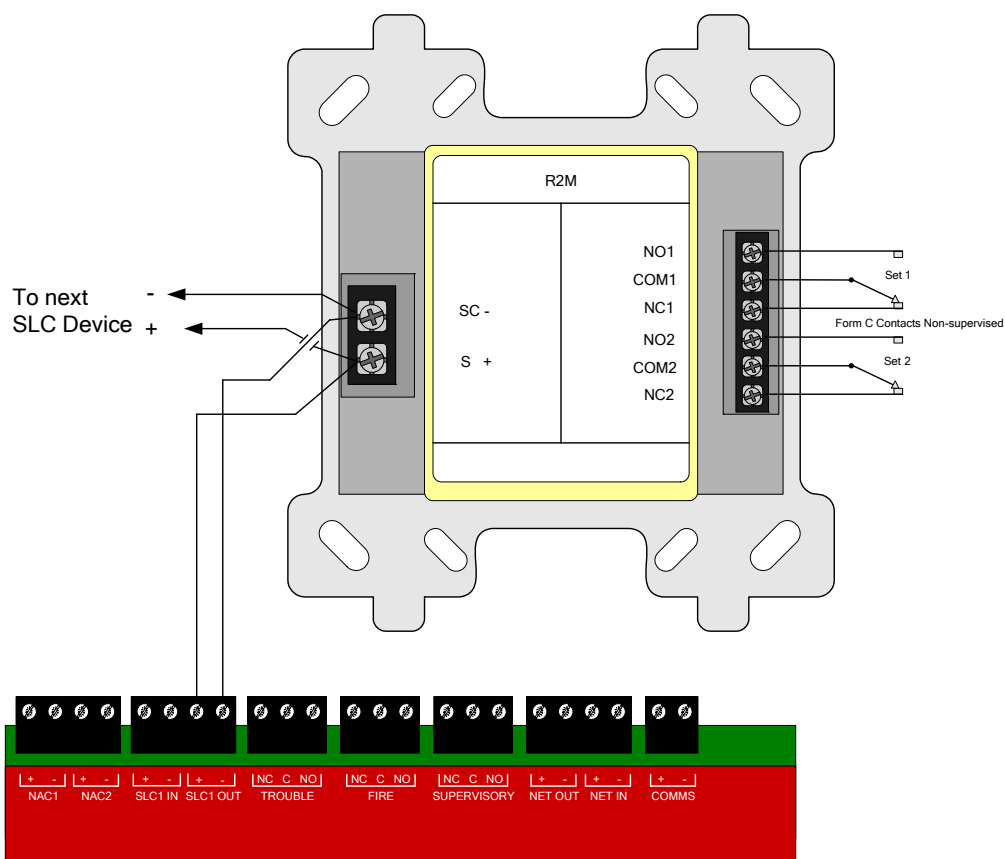 R2M
NO1
COM1
NC1
NO2
COM2
NC2
SC -
S +
Set 1
Form C Contacts Non-supervised
Set 2
To next -
SLC Device +
+ - + - + - + - NC C NO NC C NO NC C NO + - + - + -
NAC1 NAC2 SLC1 IN SLC1 OUT TROUBLE FIRE SUPERVISORY NET OUT NET IN COMMS